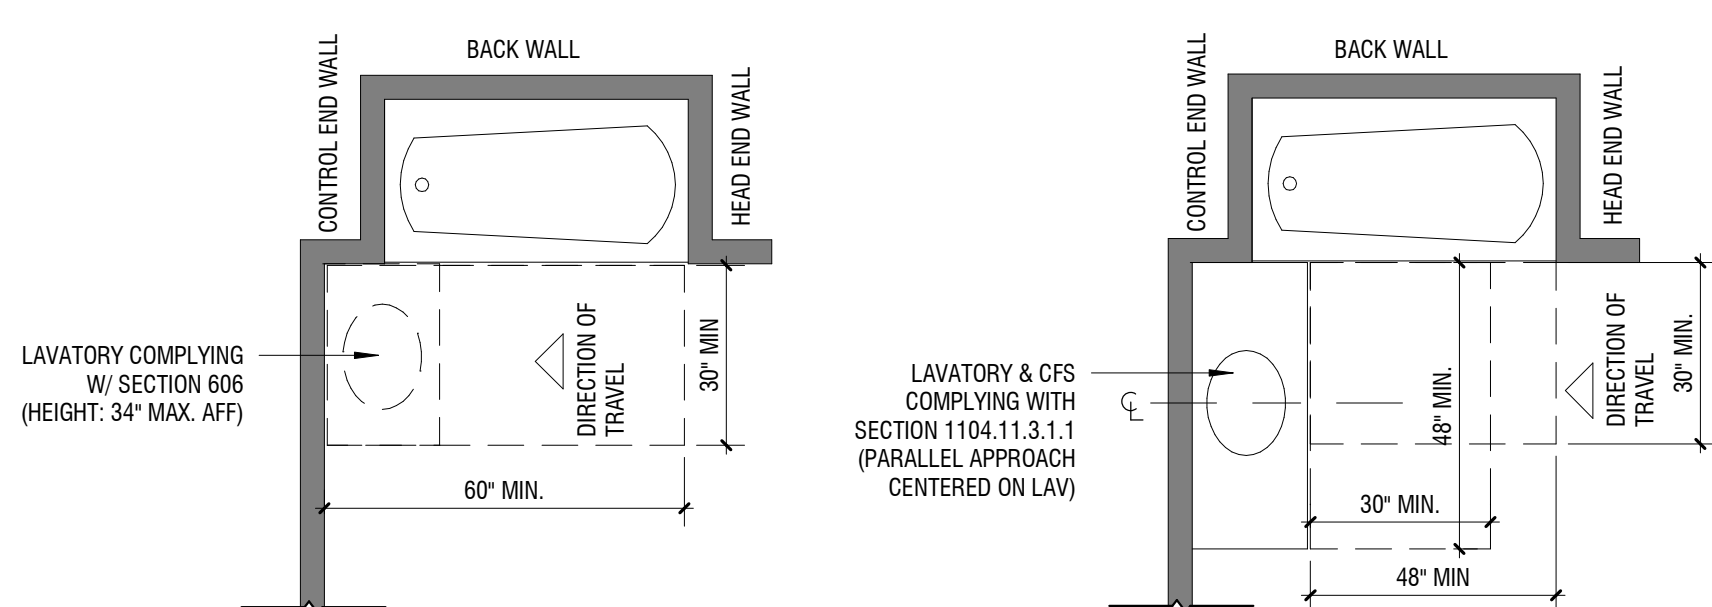 BACK WALL
CONTROL END WALL
HEAD END WALL
LAVATORY COMPLYING
W/ SECTION 606
(HEIGHT: 34" MAX. AFF)
DIRECTION OF
TRAVEL
30" MIN
60" MIN.
BACK WALL
CONTROL END WALL
HEAD END WALL
LAVATORY & CFS
COMPLYING WITH
SECTION 1104.11.3.1.1
(PARALLEL APPROACH
CENTERED ON LAV)
CL
48" MIN.
DIRECTION OF
TRAVEL
30" MIN.
30" MIN.
48" MIN